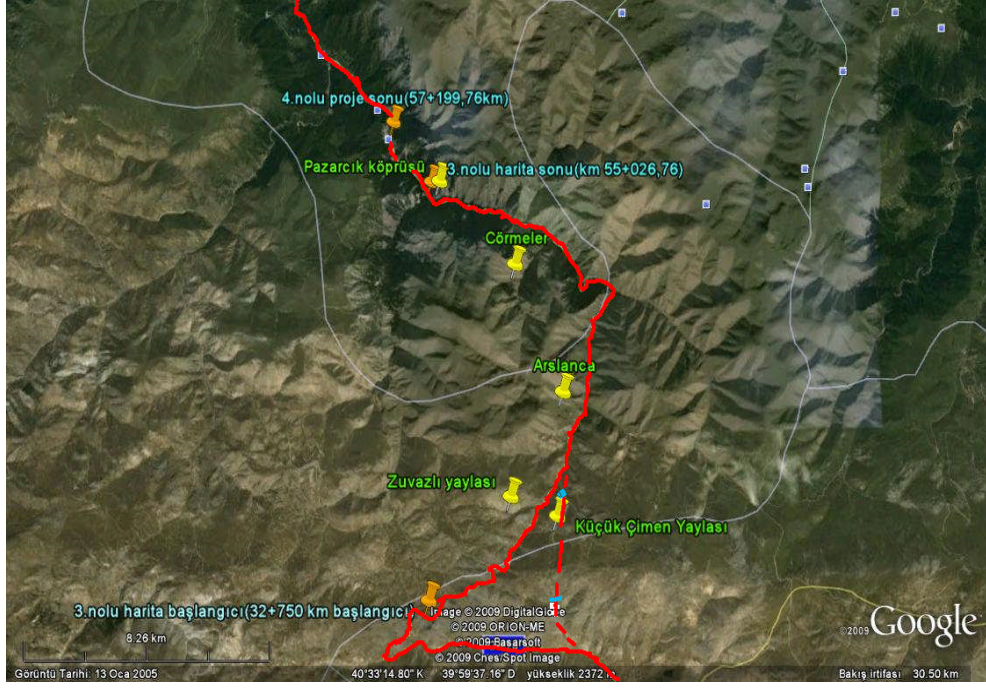 4.nolu proje sonu(57+199,76km)
Pazarcık köprüsü
3.nolu harita sonu(km 55+026,76)
Cörmeler
Arslanca
Zuvazlı yaylası
Küçük Çimen Yaylası
3.nolu harita başlangıcı(32+750 km başlangıcı)
Image © 2009 DigitalGlobe
© 2009 ORION-ME
© 2009 Basarsoft
© 2009 Cnes/Spot Image
©2009 Google
8.26 km
Görüntü Tarihi: 13 Oca 2005
40°33'14.80" K 39°59'37.16" D yükseklik 2372
Bakış irtifası 30.50 km